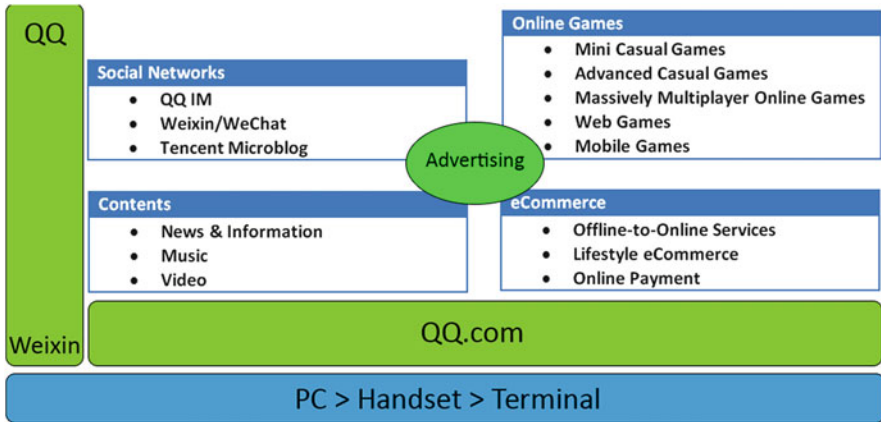 QQ
Weixin
Social Networks
• QQ IM
• Weixin/WeChat
• Tencent Microblog
Online Games
• Mini Casual Games
• Advanced Casual Games
• Massively Multiplayer Online Games
• Web Games
• Mobile Games
Advertising
Contents
• News & Information
• Music
• Video
eCommerce
• Offline-to-Online Services
• Lifestyle eCommerce
• Online Payment
QQ.com
PC > Handset > Terminal